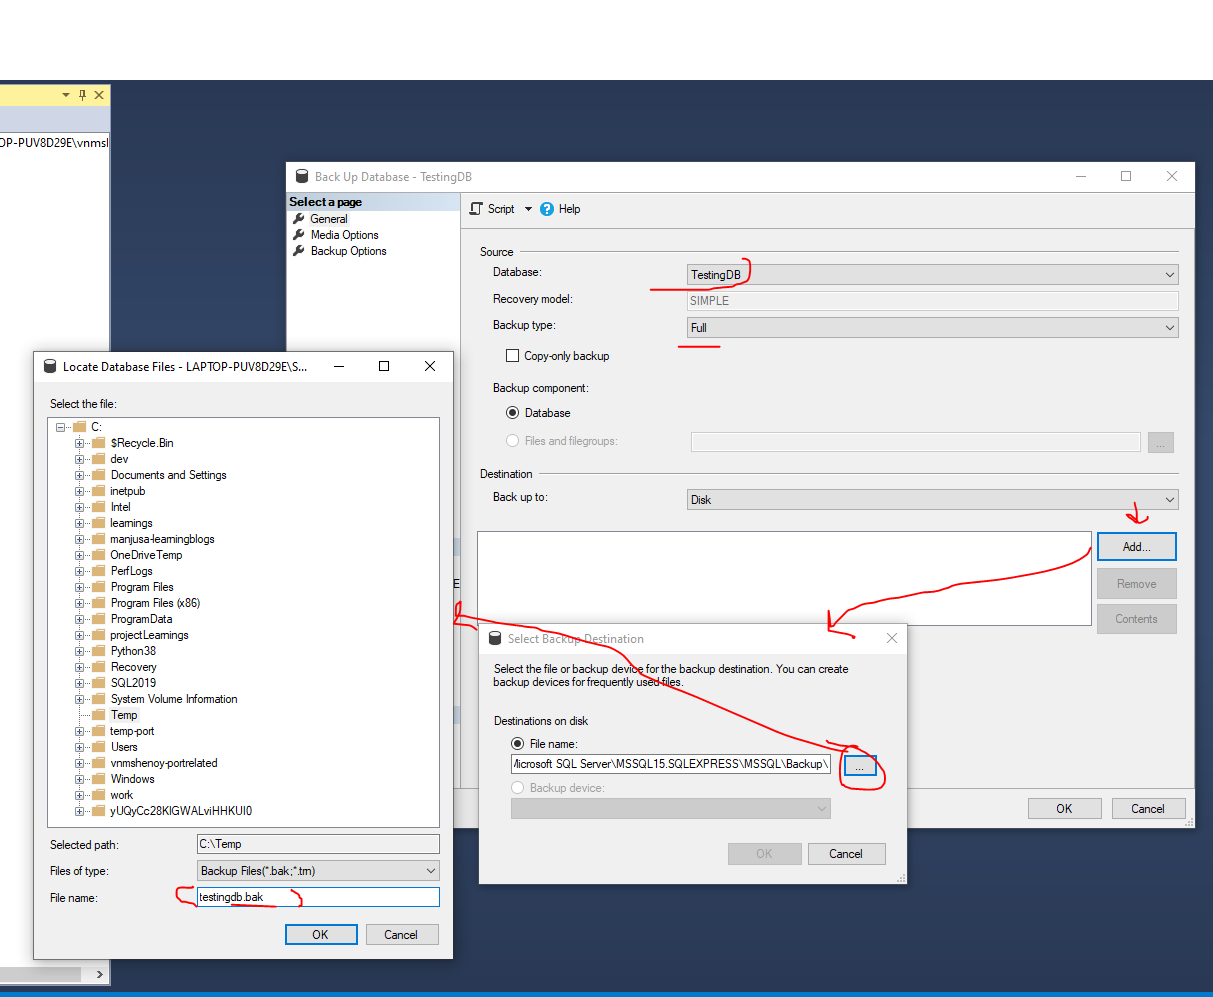 OP-PUV8D29E\vnmsl
Back Up Database - TestingDB
Select a page
General
Media Options
Backup Options
Script
Help
Source
Database:
TestingDB
Recovery model:
SIMPLE
Backup type:
Full
Copy-only backup
Backup component:
Database
Files and filegroups:
...
Destination
Back up to:
Disk
Add...
Remove
Contents
OK
Cancel
Locate Database Files - LAPTOP-PUV8D29E\S...
Select the file:
C:
$Recycle.Bin
dev
Documents and Settings
inetpub
Intel
learnings
manjusa-learningblogs
OneDriveTemp
PerfLogs
Program Files
Program Files (x86)
ProgramData
projectLearnings
Python38
Recovery
SQL2019
System Volume Information
Temp
temp-port
Users
vnmshenoy-portrelated
Windows
work
Selected path:
C:\Temp
Files of type:
Backup Files(*.bak;*.trn)
File name:
testingdb.bak
OK
Cancel
E
Select Backup Destination
Select the file or backup device for the backup destination. You can create
backup devices for frequently used files.
Destinations on disk
File name:
Microsoft SQL Server\MSSQL15.SQLEXPRESS\MSSQL\Backup\
...
Backup device:
OK
Cancel